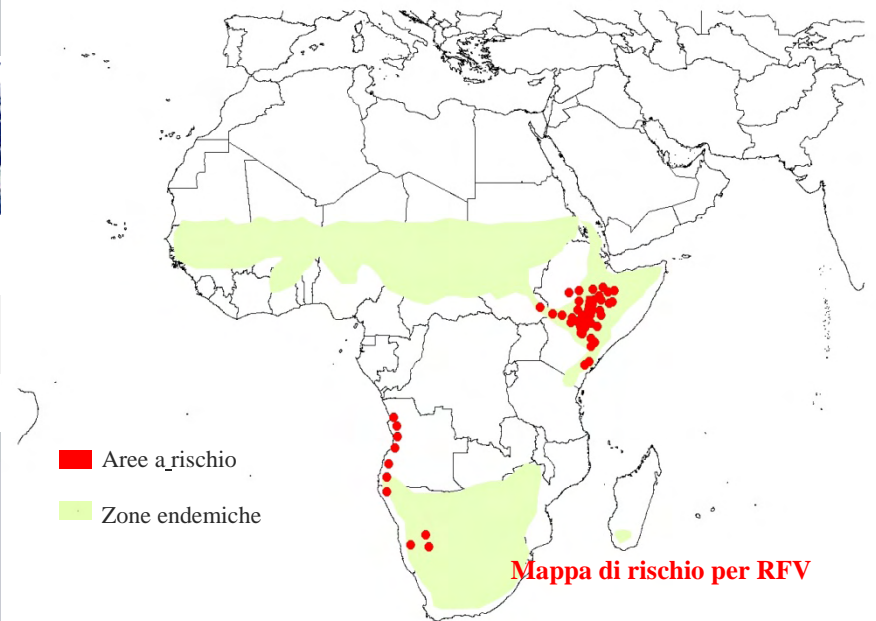 Aree a rischio
Zone endemiche
Mappa di rischio per RFV